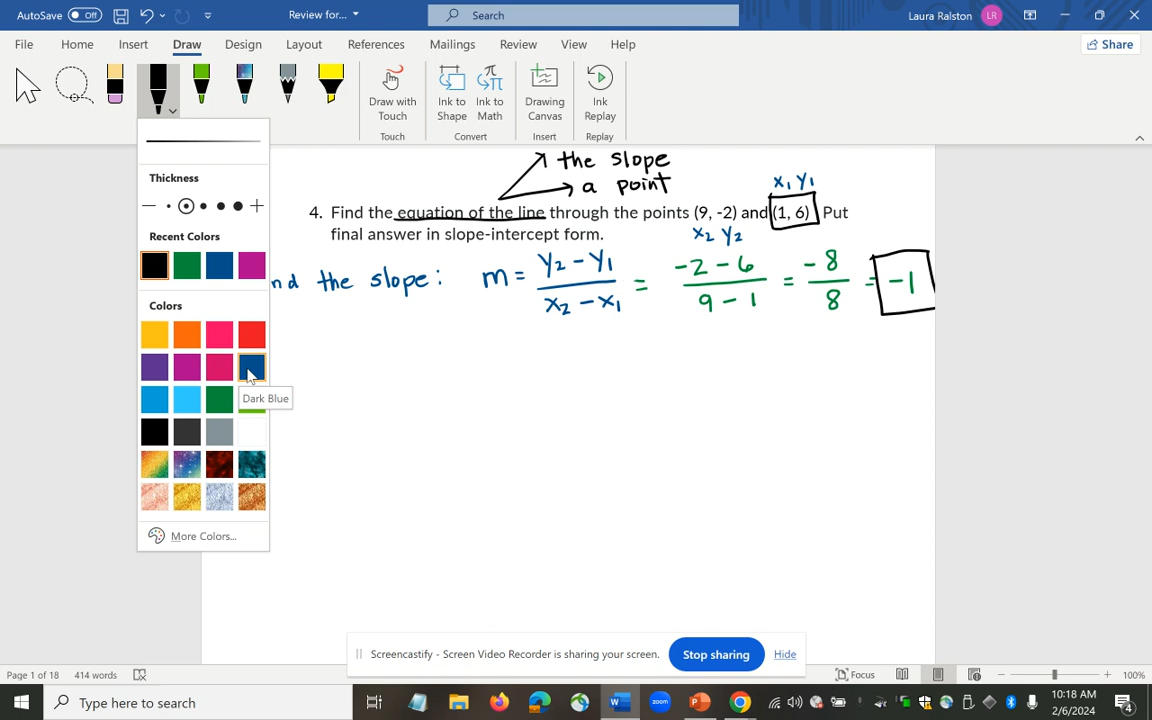 AutoSave Off Review for... Search Laura Ralston LR
File Home Insert Draw Design Layout References Mailings Review View Help Share
Draw with Touch Ink to Shape Ink to Math Drawing Canvas Ink Replay
Touch Convert Insert Replay
Thickness
Recent Colors
Colors
Dark Blue
More Colors...
the slope
a point
x₁ y₁
4. Find the equation of the line through the points (9, -2) and (1, 6) Put
final answer in slope-intercept form.
x₂ y₂
nd the slope: m = (y₂ - y₁)/(x₂ - x₁) = (-2 - 6)/(9 - 1) = -8/8 = -1
Screencastify - Screen Video Recorder is sharing your screen. Stop sharing Hide
Page 1 of 18 414 words Focus 100%
Type here to search 10:18 AM
2/6/2024 4